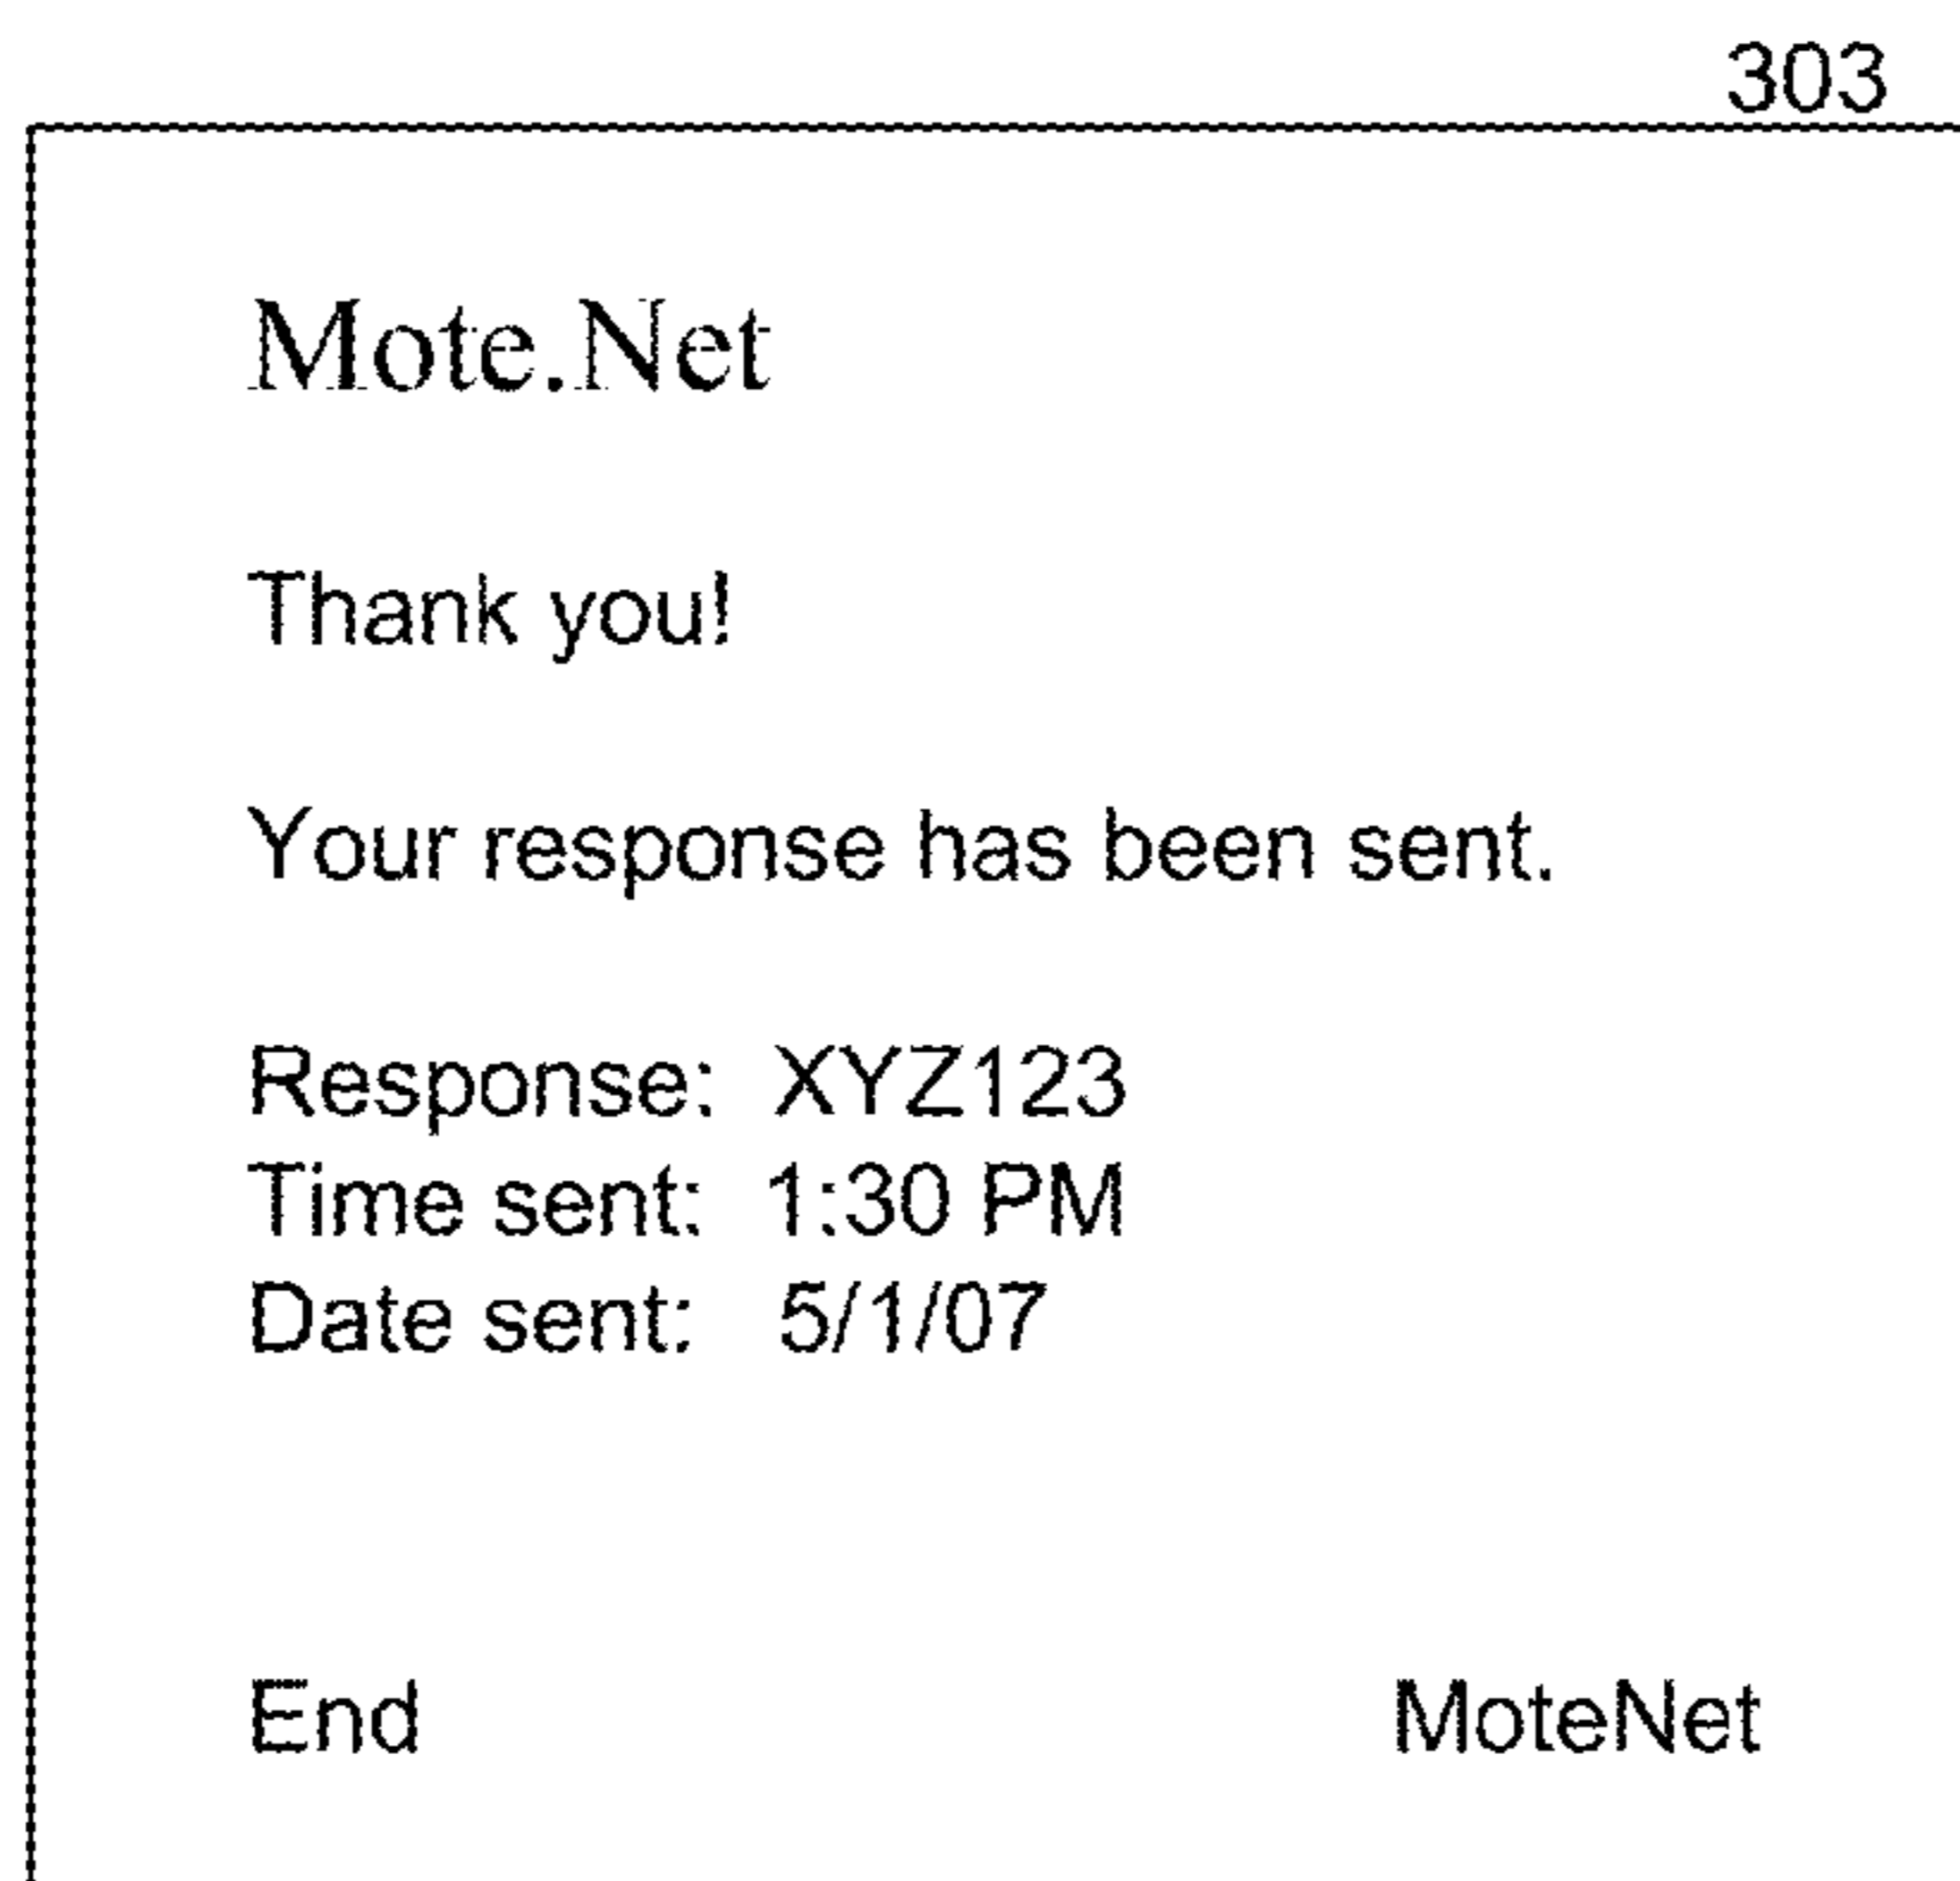 303
Mote.Net
Thank you!
Your response has been sent.
Response: XYZ123
Time sent: 1:30 PM
Date sent: 5/1/07
End MoteNet